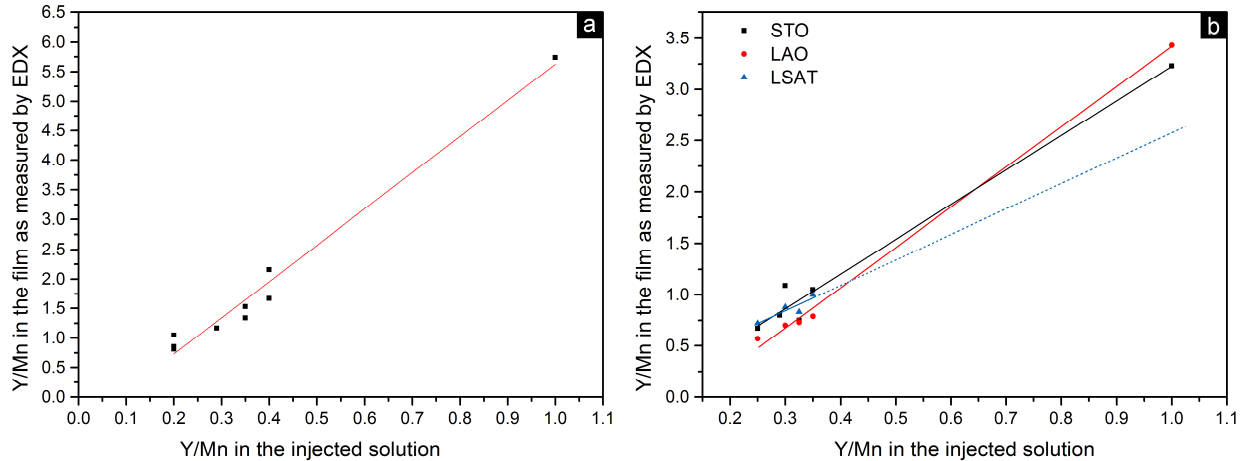 a
6.5
6.0
5.5
5.0
4.5
4.0
3.5
3.0
2.5
2.0
1.5
1.0
0.5
0.0
Y/Mn in the film as measured by EDX
0.0 0.1 0.2 0.3 0.4 0.5 0.6 0.7 0.8 0.9 1.0 1.1
Y/Mn in the injected solution
b
STO
LAO
LSAT
3.5
3.0
2.5
2.0
1.5
1.0
0.5
0.0
Y/Mn in the film as measured by EDX
0.2 0.3 0.4 0.5 0.6 0.7 0.8 0.9 1.0 1.1
Y/Mn in the injected solution